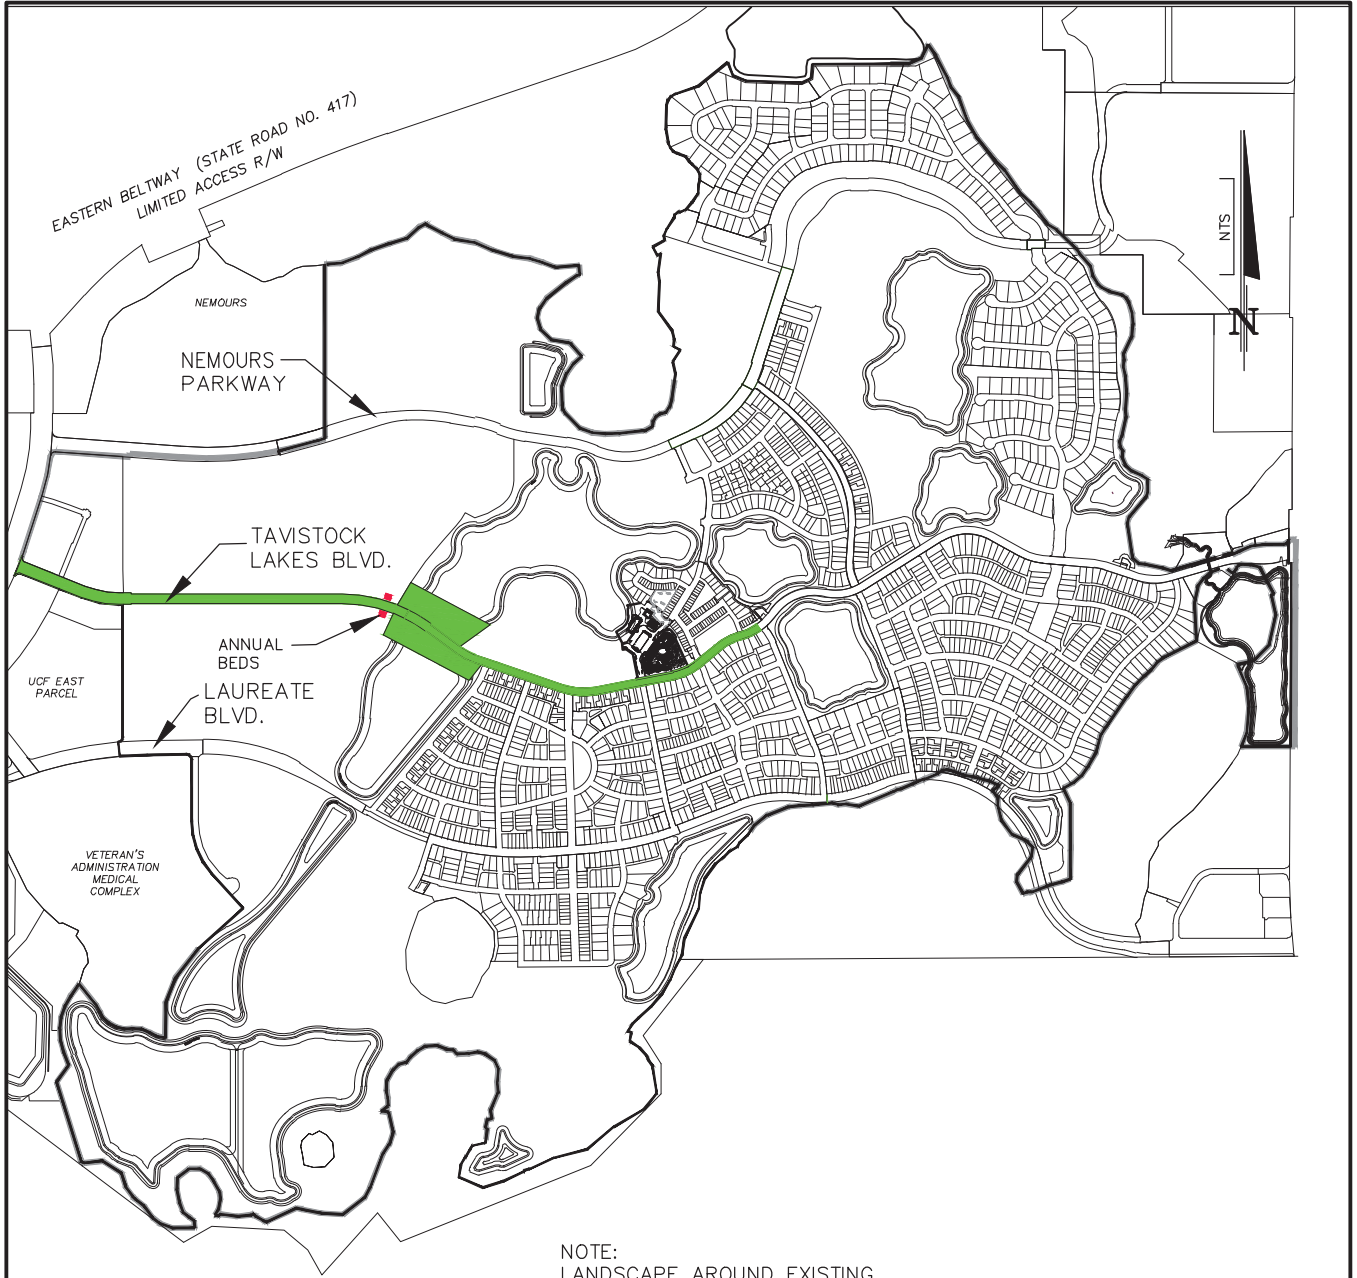 EASTERN BELTWAY (STATE ROAD NO. 417)
LIMITED ACCESS R/W
NTS
N
NEMOURS
NEMOURS
PARKWAY
TAVISTOCK
LAKES BLVD.
ANNUAL
BEDS
UCF EAST
PARCEL
LAUREATE
BLVD.
VETERAN'S
ADMINISTRATION
MEDICAL
COMPLEX
NOTE:
LANDSCAPE AROUND EXISTING